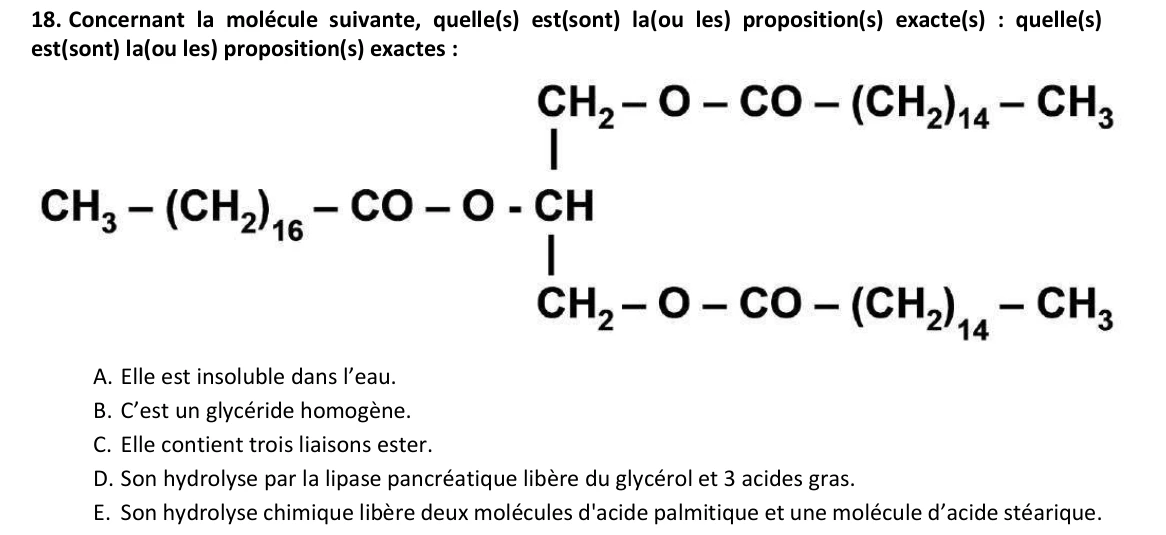 18. Concernant la molécule suivante, quelle(s) est(sont) la(ou les) proposition(s) exacte(s) : quelle(s)
est(sont) la(ou les) proposition(s) exactes :
CH₂ – O – CO – (CH₂)₁₄ – CH₃
|
CH₃ – (CH₂)₁₆ – CO – O - CH
|
CH₂ – O – CO – (CH₂)₁₄ – CH₃
A. Elle est insoluble dans l’eau.
B. C’est un glycéride homogène.
C. Elle contient trois liaisons ester.
D. Son hydrolyse par la lipase pancréatique libère du glycérol et 3 acides gras.
E. Son hydrolyse chimique libère deux molécules d'acide palmitique et une molécule d’acide stéarique.